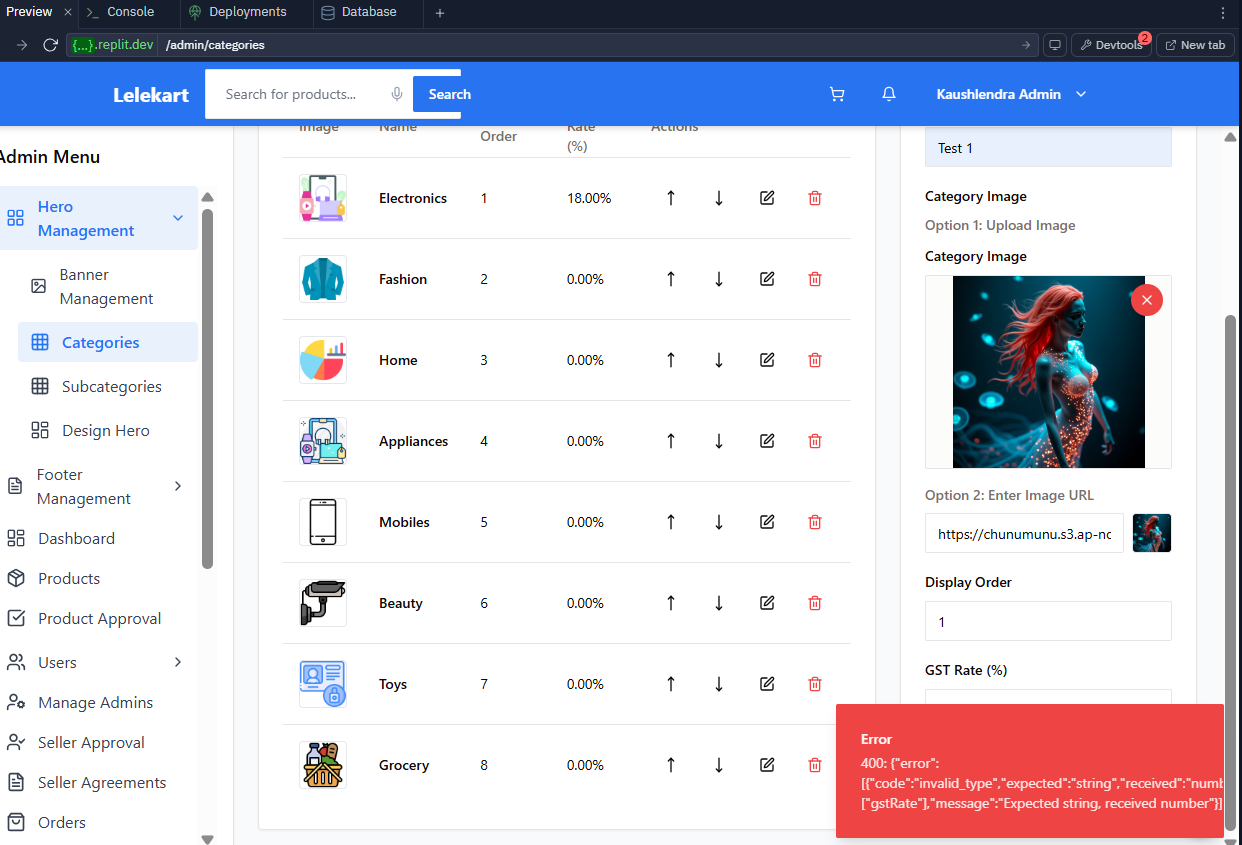 Preview
Console
Deployments
Database
{...}.replit.dev
/admin/categories
Devtools
2
New tab
Lelekart
Search for products...
Search
Kaushlendra Admin
Admin Menu
Hero
Management
Banner
Management
Categories
Subcategories
Design Hero
Footer
Management
Dashboard
Products
Product Approval
Users
Manage Admins
Seller Approval
Seller Agreements
Orders
Image
Name
Order
Rate
(%)
Actions
Electronics 1 18.00%
Fashion 2 0.00%
Home 3 0.00%
Appliances 4 0.00%
Mobiles 5 0.00%
Beauty 6 0.00%
Toys 7 0.00%
Grocery 8 0.00%
Test 1
Category Image
Option 1: Upload Image
Category Image
Option 2: Enter Image URL
https://chunumunu.s3.ap-nc
Display Order
1
GST Rate (%)
Error
400: {"error":
[{"code":"invalid_type","expected":"string","received":"numb
["gstRate"],"message":"Expected string, received number"}]